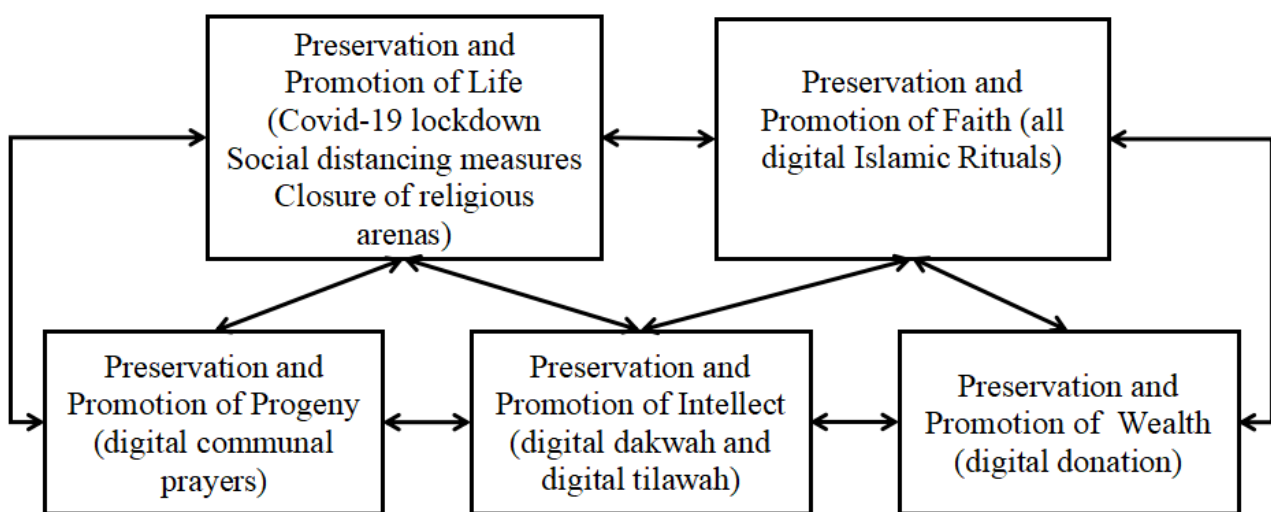 Preservation and
Promotion of Life
(Covid-19 lockdown
Social distancing measures
Closure of religious
arenas)
Preservation and
Promotion of Faith (all
digital Islamic Rituals)
Preservation and
Promotion of Progeny
(digital communal
prayers)
Preservation and
Promotion of Intellect
(digital dakwah and
digital tilawah)
Preservation and
Promotion of Wealth
(digital donation)